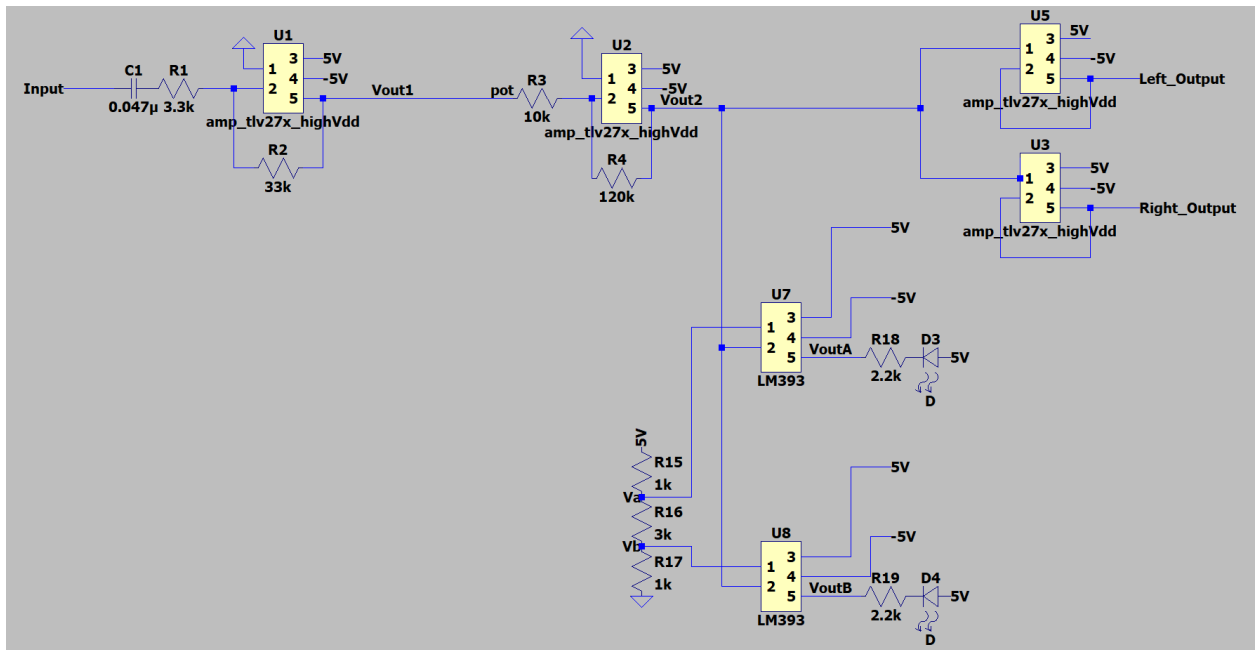 Input
C1
0.047µ
R1
3.3k
U1
1
2
3
4
5
5V
-5V
amp_tlv27x_highVdd
R2
33k
Vout1
pot
R3
10k
U2
1
2
3
4
5
5V
-5V
Vout2
amp_tlv27x_highVdd
R4
120k
U5
1
2
3
4
5
5V
-5V
Left_Output
amp_tlv27x_highVdd
U3
1
2
3
4
5
5V
-5V
Right_Output
amp_tlv27x_highVdd
U7
1
2
3
4
5
5V
-5V
LM393
VoutA
R18
2.2k
D3
5V
D
5V
R15
1k
Va
R16
3k
Vb
R17
1k
U8
1
2
3
4
5
5V
-5V
LM393
VoutB
R19
2.2k
D4
5V
D